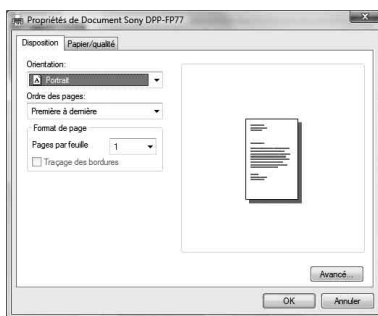 Propriétés de Document Sony DPP-FP77
Disposition
Papier/qualité
Orientation:
A Portrait
Ordre des pages:
Première à dernière
Format de page
Pages par feuille 1
Traçage des bordures
Avancé...
OK Annuler